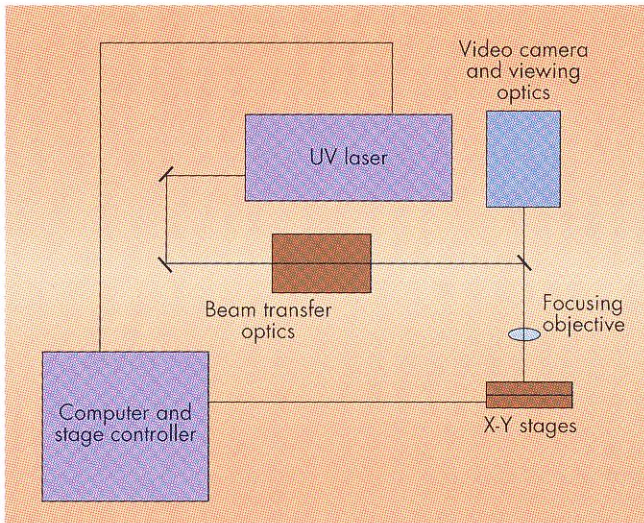 Video camera
and viewing
optics
UV laser
Beam transfer
optics
Focusing
objective
Computer and
stage controller
X-Y stages